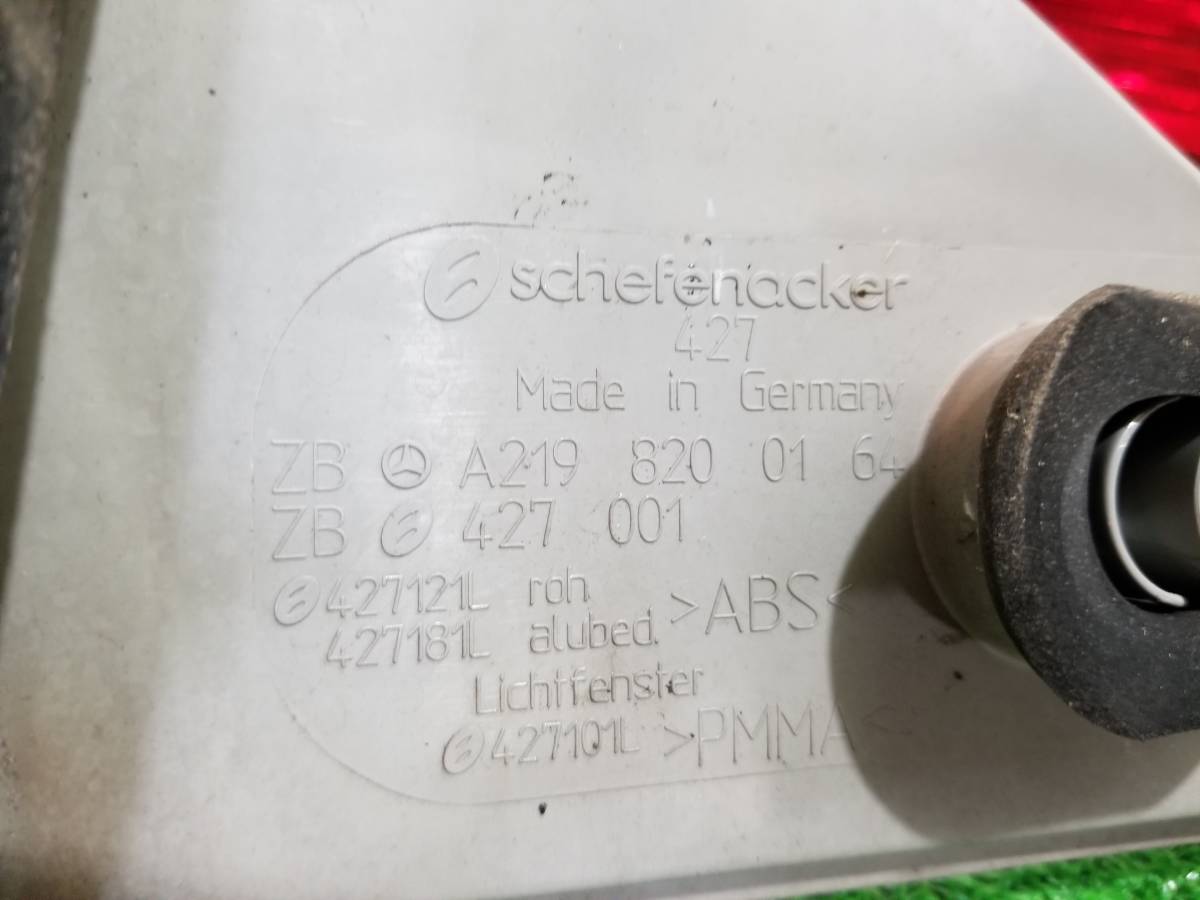 schefenacker
427
Made in Germany
ZB A219 820 01 64
ZB 427 001
427121L roh
427181L alubed. >ABS<
Lichtfenster
427101L >PMMA<